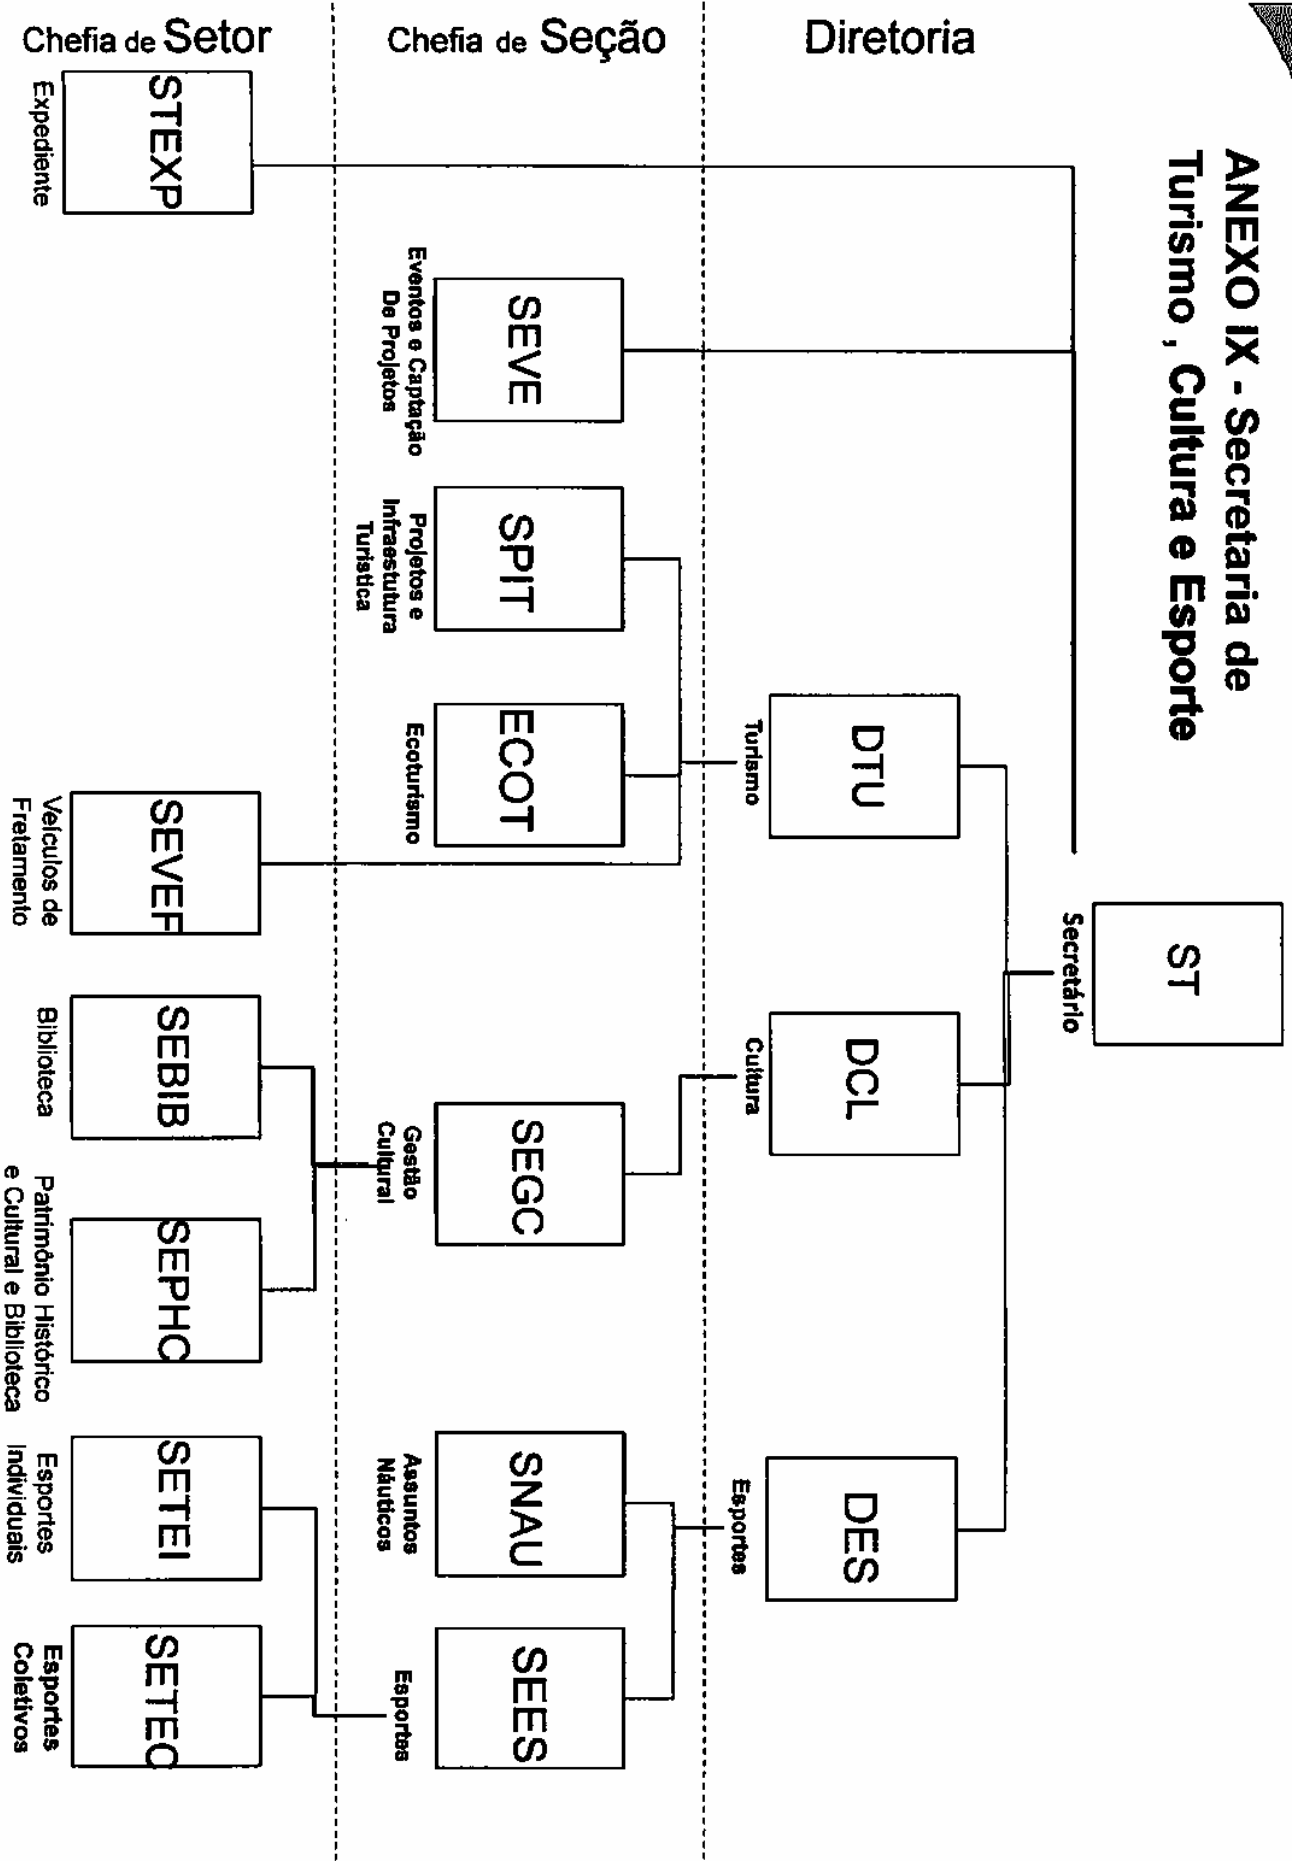 ANEXO IX - Secretaria de
Turismo , Cultura e Esporte
ST
Secretário
Diretoria
DTU
Turismo
DCL
Cultura
DES
Esportes
Chefia de Seção
SEVE
Eventos e Captação
De Projetos
SPIT
Projetos e
Infraestutura
Turistica
ECOT
Ecoturismo
SEGC
Gestão
Cultural
SNAU
Assuntos
Náuticos
SEES
Esportes
Chefia de Setor
STEXP
Expediente
SEVEF
Veículos de
Fretamento
SEBIB
Biblioteca
SEPHC
Patrimônio Histórico
e Cultural e Biblioteca
SETEI
Esportes
Individuais
SETEC
Esportes
Coletivos